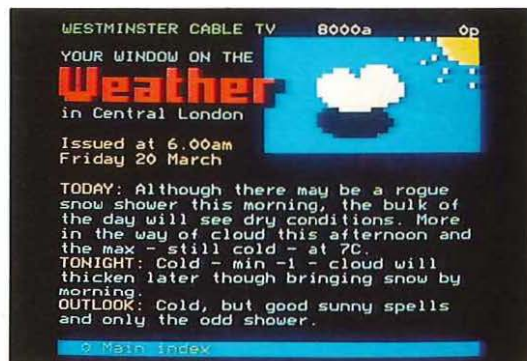 WESTMINSTER CABLE TV 8000a 0p
YOUR WINDOW ON THE
Weather
in Central London
Issued at 6.00am
Friday 20 March
TODAY: Although there may be a rogue
snow shower this morning, the bulk of
the day will see dry conditions. More
in the way of cloud this afternoon and
the max - still cold - at 7C.
TONIGHT: Cold - min -1 - cloud will
thicken later though bringing snow by
morning.
OUTLOOK: Cold, but good sunny spells
and only the odd shower.
0 Main index